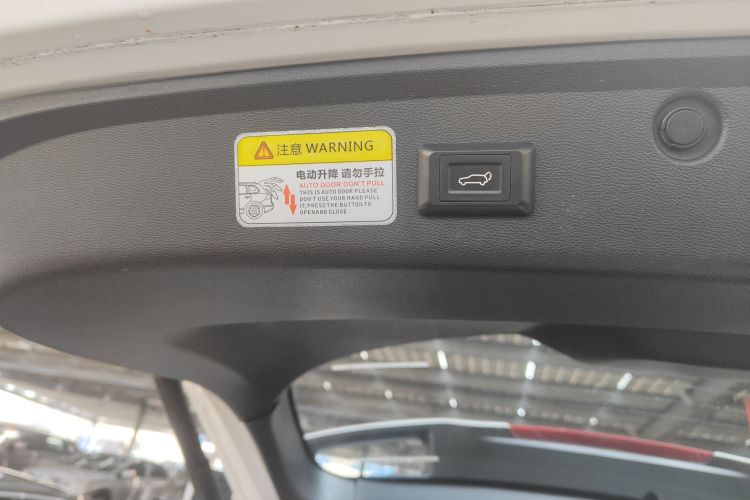 注意 WARNING
电动升降 请勿手拉
AUTO DOOR DON'T PULL
THIS IS AUTO DOOR PLEASE
DON'T USE YOUR HAND PULL
IT,PRESS THE BUTTON TO
OPENAND CLOSE